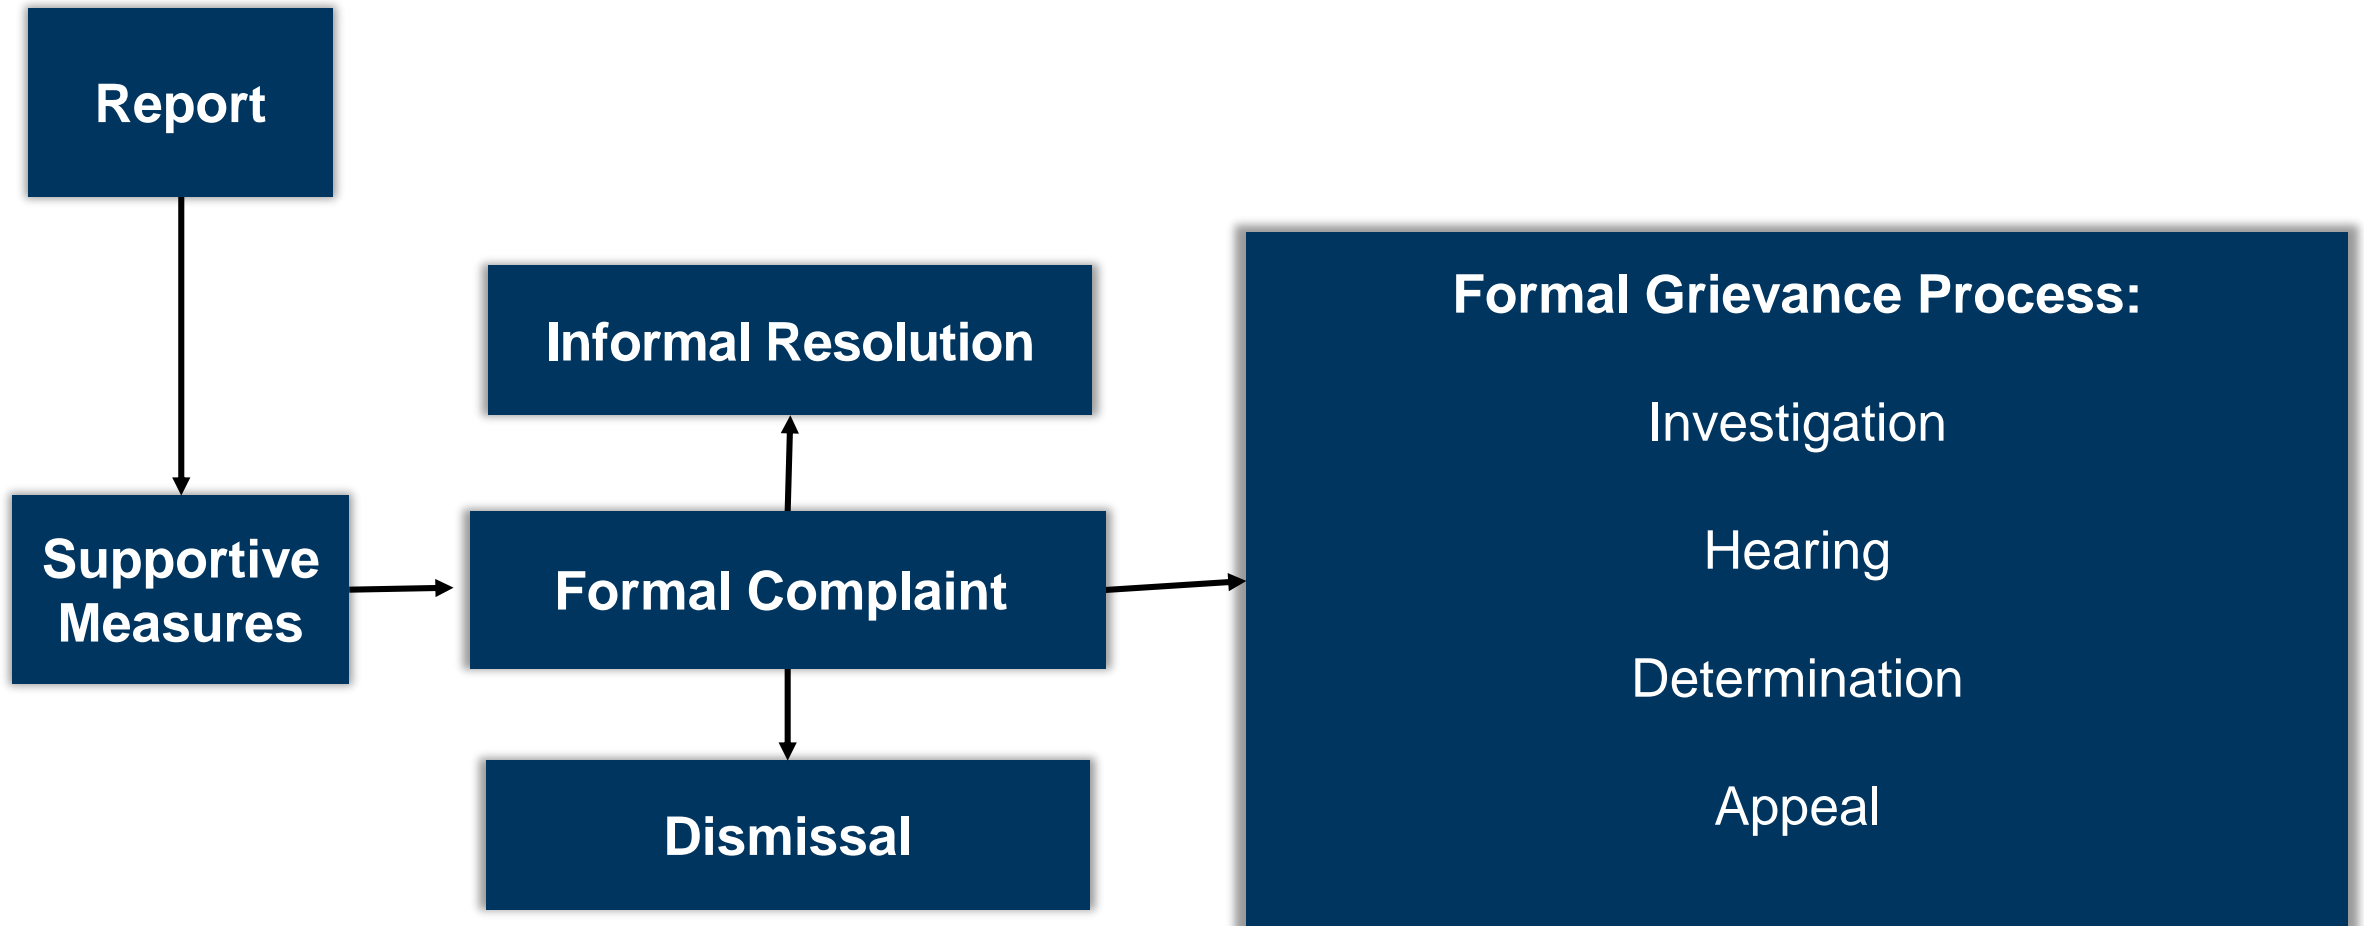 Report
Supportive
Measures
Informal Resolution
Formal Complaint
Dismissal
Formal Grievance Process:
Investigation
Hearing
Determination
Appeal